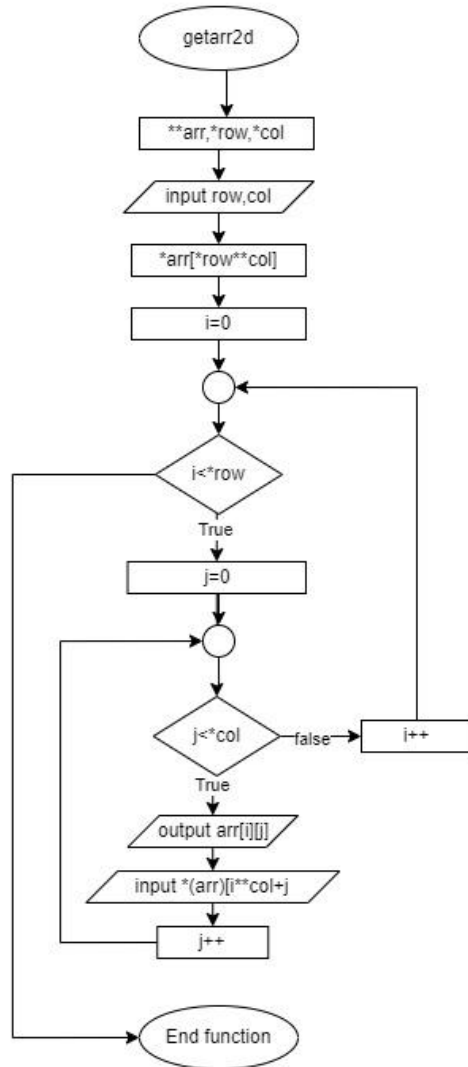 getarr2d
**arr,*row,*col
input row,col
*arr[*row**col]
i=0
i<*row
True
j=0
j<*col
false
i++
True
output arr[i][j]
input *(arr)[i**col+j
j++
End function